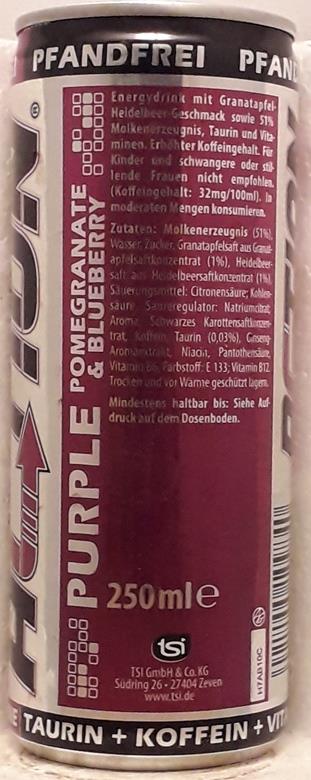 PFANDFREI PFAN
ACTION®
PURPLE POMEGRANATE
& BLUEBERRY
Energydrink mit Granatapfel-
Heidelbeer-Geschmack sowie 51%
Molkenerzeugnis, Taurin und Vita-
minen. Erhöhter Koffeingehalt. Für
Kinder und schwangere oder stil-
lende Frauen nicht empfohlen.
(Koffeingehalt: 32mg/100ml). In
moderaten Mengen konsumieren.
Zutaten: Molkenerzeugnis (51%),
Wasser, Zucker, Granatapfelsaft aus Granat-
apfelsaftkonzentrat (1%), Heidelbeer-
saft aus Heidelbeersaftkonzentrat (1%),
Säuerungsmittel: Citronensäure; Kohlen-
säure, Säureregulator: Natriumcitrat;
Aroma, Schwarzes Karottensaftkonzen-
trat, Koffein, Taurin (0,03%), Ginseng-
Aromaextrakt, Niacin, Pantothensäure,
Vitamin B6, Farbstoff: E 133; Vitamin B12.
Trocken und vor Wärme geschützt lagern.
Mindestens haltbar bis: Siehe Auf-
druck auf dem Dosenboden.
250ml e
tsi
TSI GmbH & Co. KG
Südring 26 - 27404 Zeven
www.tsi.de
H7AB10C
E TAURIN + KOFFEIN + VIT